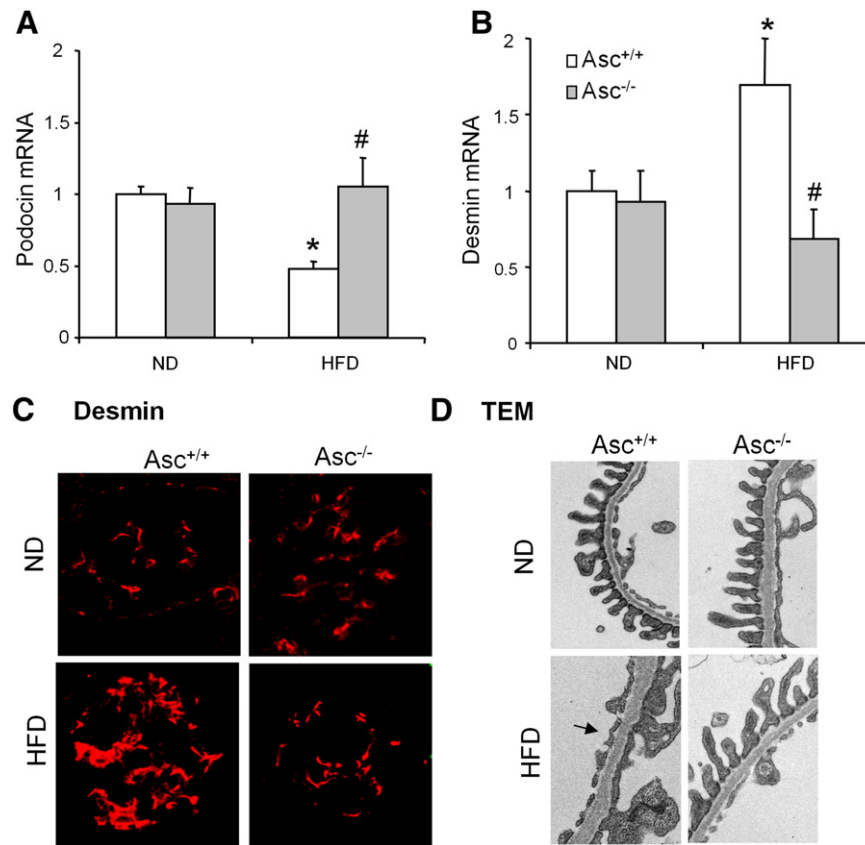 A
Podocin mRNA
2
1.5
1
0.5
0
*
#
ND
HFD
B
Desmin mRNA
2
1.5
1
0.5
0
Asc+/+
Asc-/-
*
#
ND
HFD
C Desmin
Asc+/+ Asc-/-
ND
HFD
D TEM
Asc+/+ Asc-/-
ND
HFD